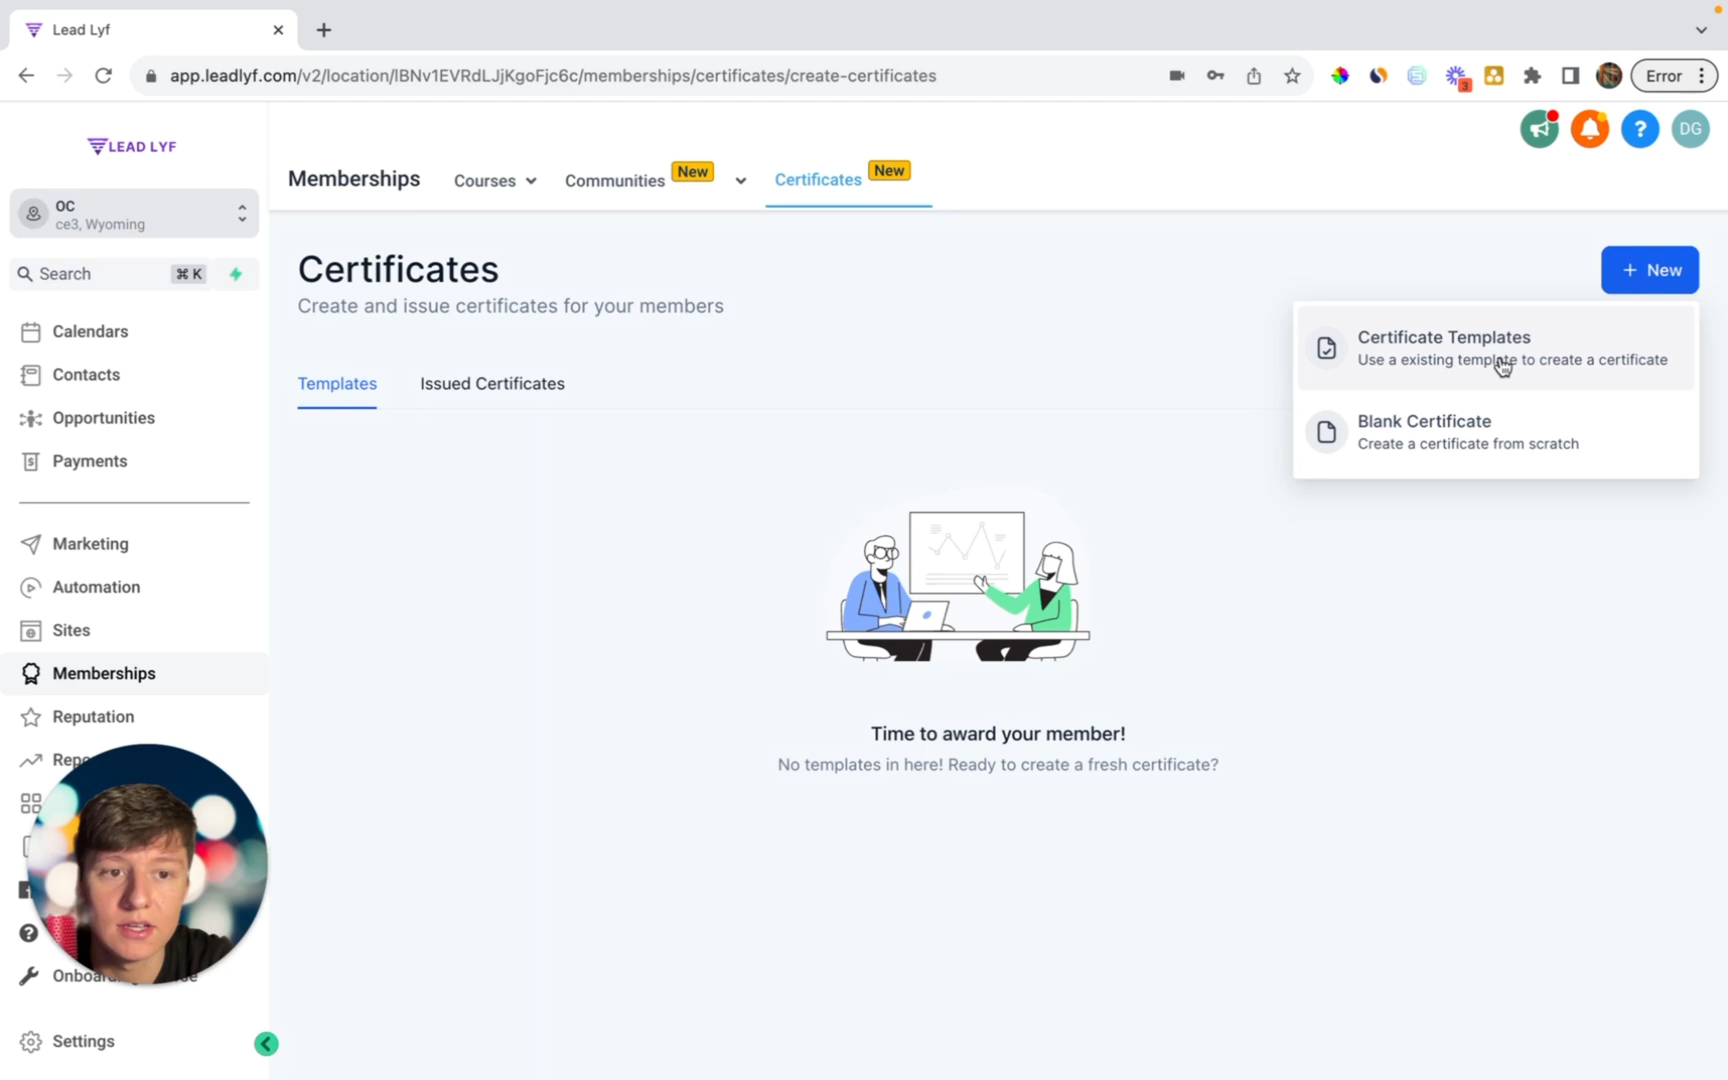 Lead Lyf
app.leadlyf.com/v2/location/lBNv1EVRdLJjKgoFjc6c/memberships/certificates/create-certificates
3
Error
LEAD LYF
DG
Memberships
Courses
Communities
New
Certificates
New
OC
ce3, Wyoming
Search
⌘ K
Certificates
Create and issue certificates for your members
+ New
Certificate Templates
Use a existing template to create a certificate
Blank Certificate
Create a certificate from scratch
Templates
Issued Certificates
Calendars
Contacts
Opportunities
Payments
Marketing
Automation
Sites
Memberships
Reputation
Settings
Time to award your member!
No templates in here! Ready to create a fresh certificate?